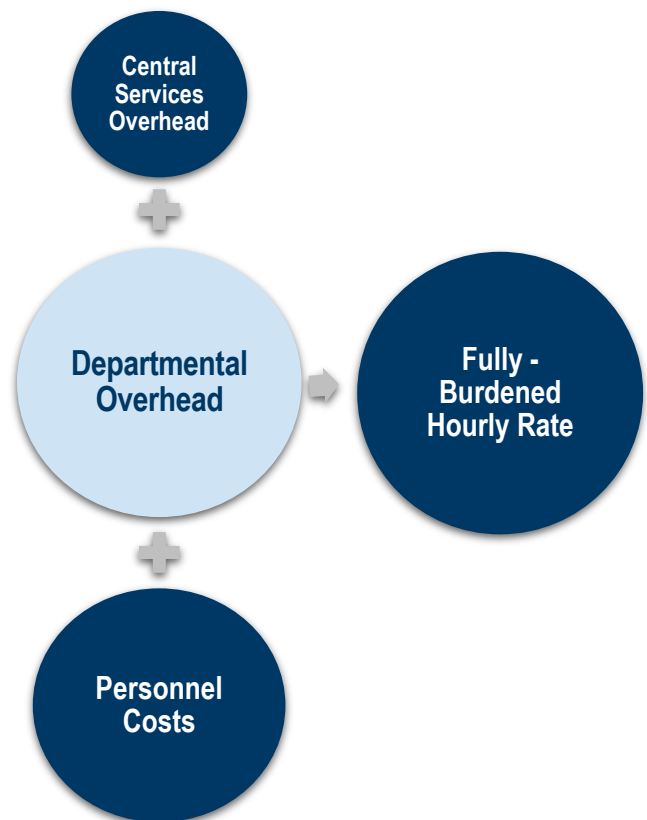 Central
Services
Overhead
Departmental
Overhead
Fully -
Burdened
Hourly Rate
Personnel
Costs